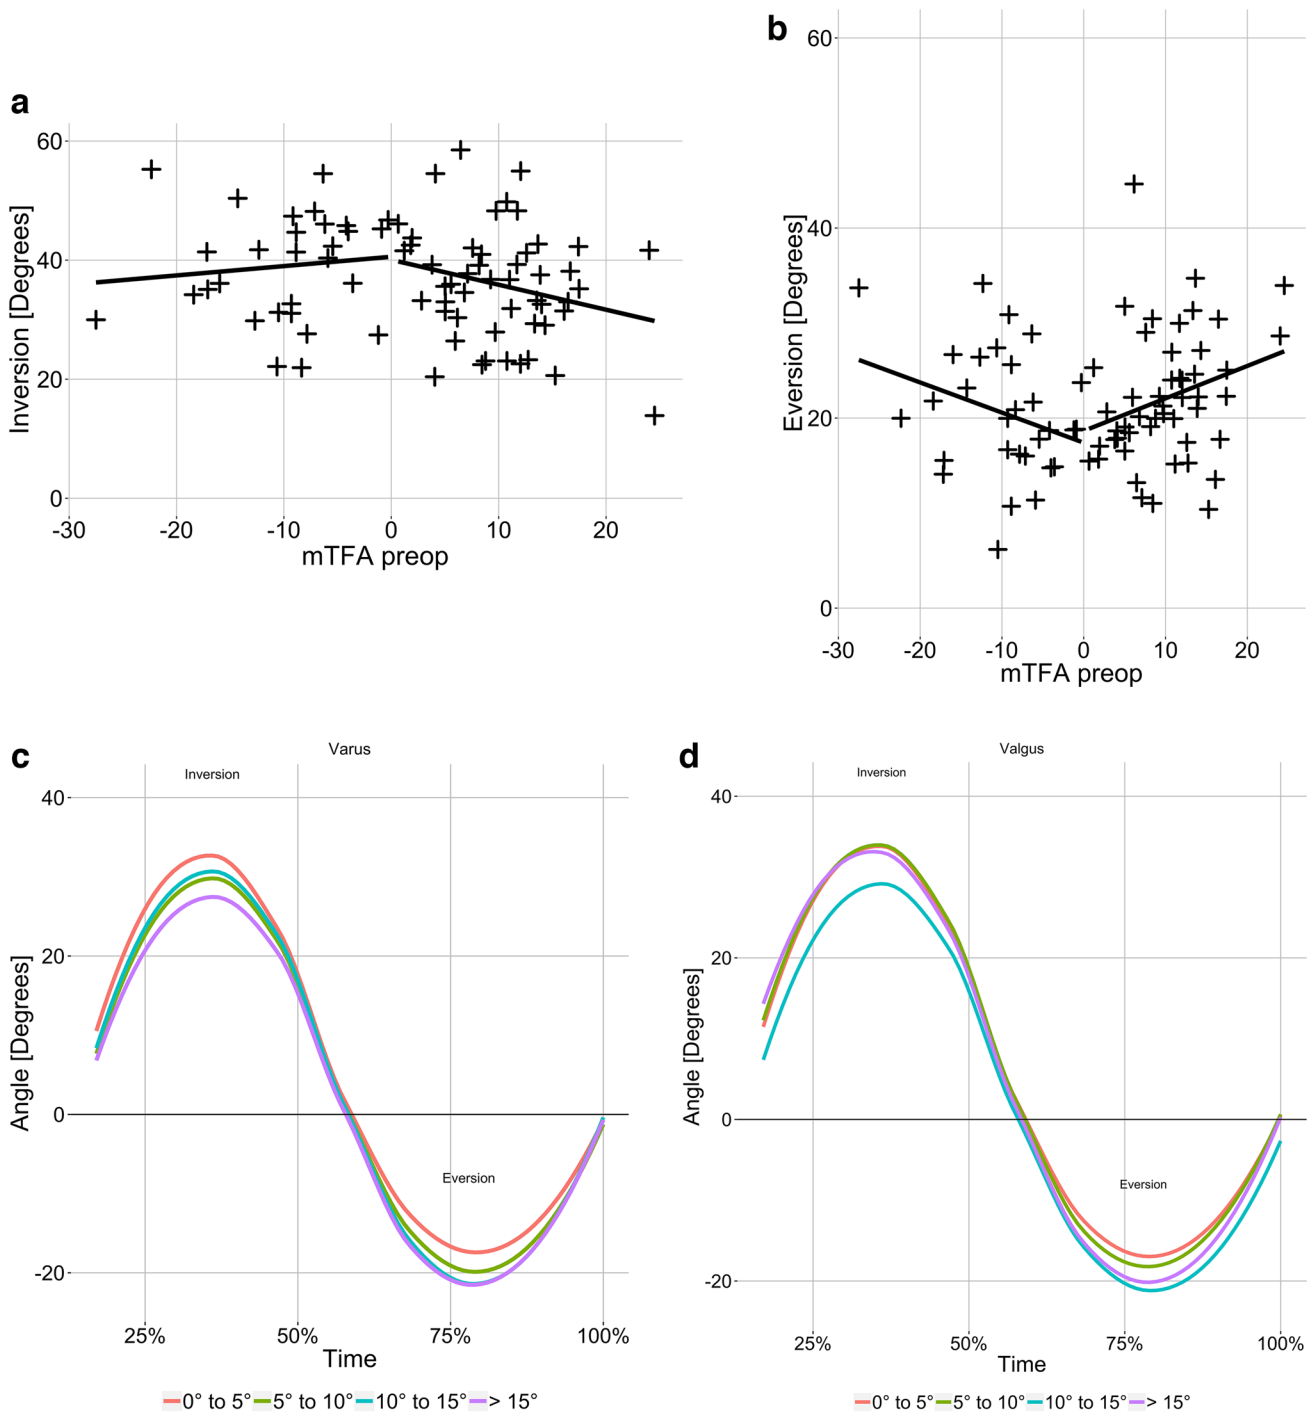 a
60
40
20
0
-30 -20 -10 0 10 20
mTFA preop
Inversion [Degrees]
b
60
40
20
0
-30 -20 -10 0 10 20
mTFA preop
Eversion [Degrees]
c
Varus
Inversion
40
20
0
-20
Eversion
25% 50% 75% 100%
Time
Angle [Degrees]
0° to 5° 5° to 10° 10° to 15° > 15°
d
Valgus
Inversion
40
20
0
-20
Eversion
25% 50% 75% 100%
Time
Angle [Degrees]
0° to 5° 5° to 10° 10° to 15° > 15°